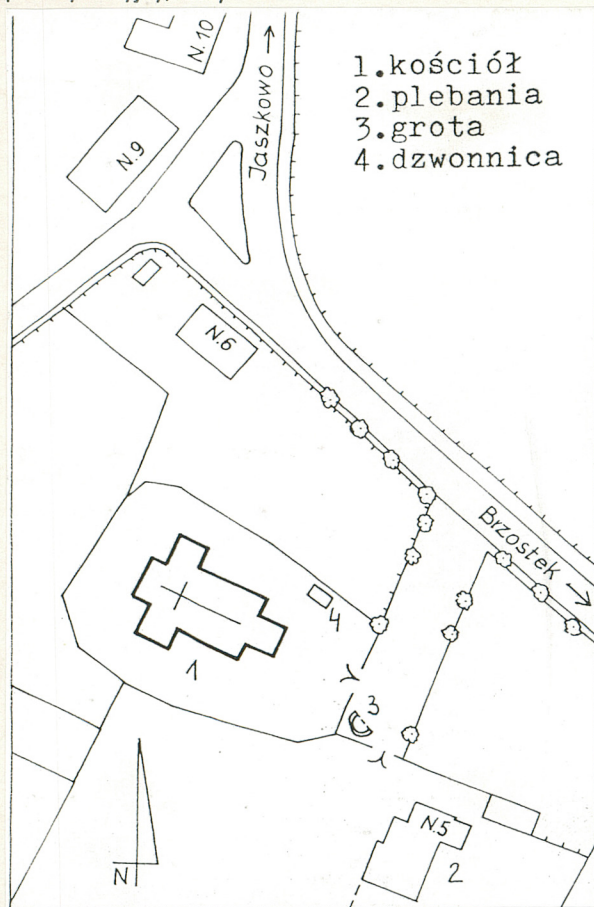 N.10
Jaszkowo →
1.kościół
2.plebania
3.grota
4.dzwonnica
N.9
N.6
Brzostek →
4
1
3
N.5
2
N